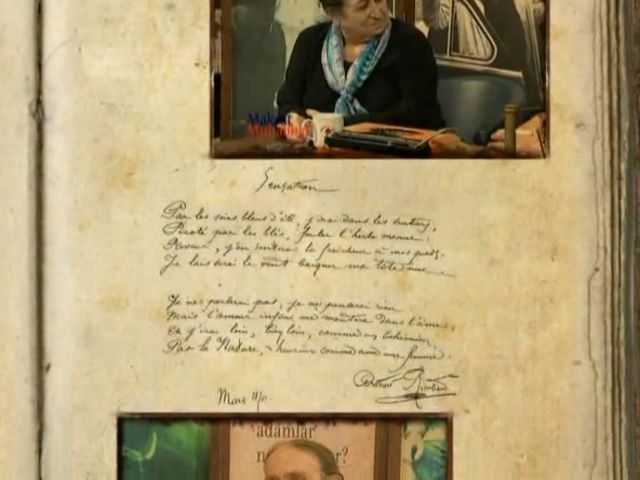 Sensation
Par les soirs bleus d'été, j'irai dans les sentiers,
Picoté par les blés, fouler l'herbe menue :
Rêveur, j'en sentirai la fraîcheur à mes pieds.
Je laisserai le vent baigner ma tête nue...
Je ne parlerai pas, je ne penserai rien
Mais l'amour infini me montera dans l'âme,
Et j'irai loin, bien loin, comme un bohémien
Par la Nature, - heureux comme avec une femme.
Arthur Rimbaud
Mars 1870
adamlar